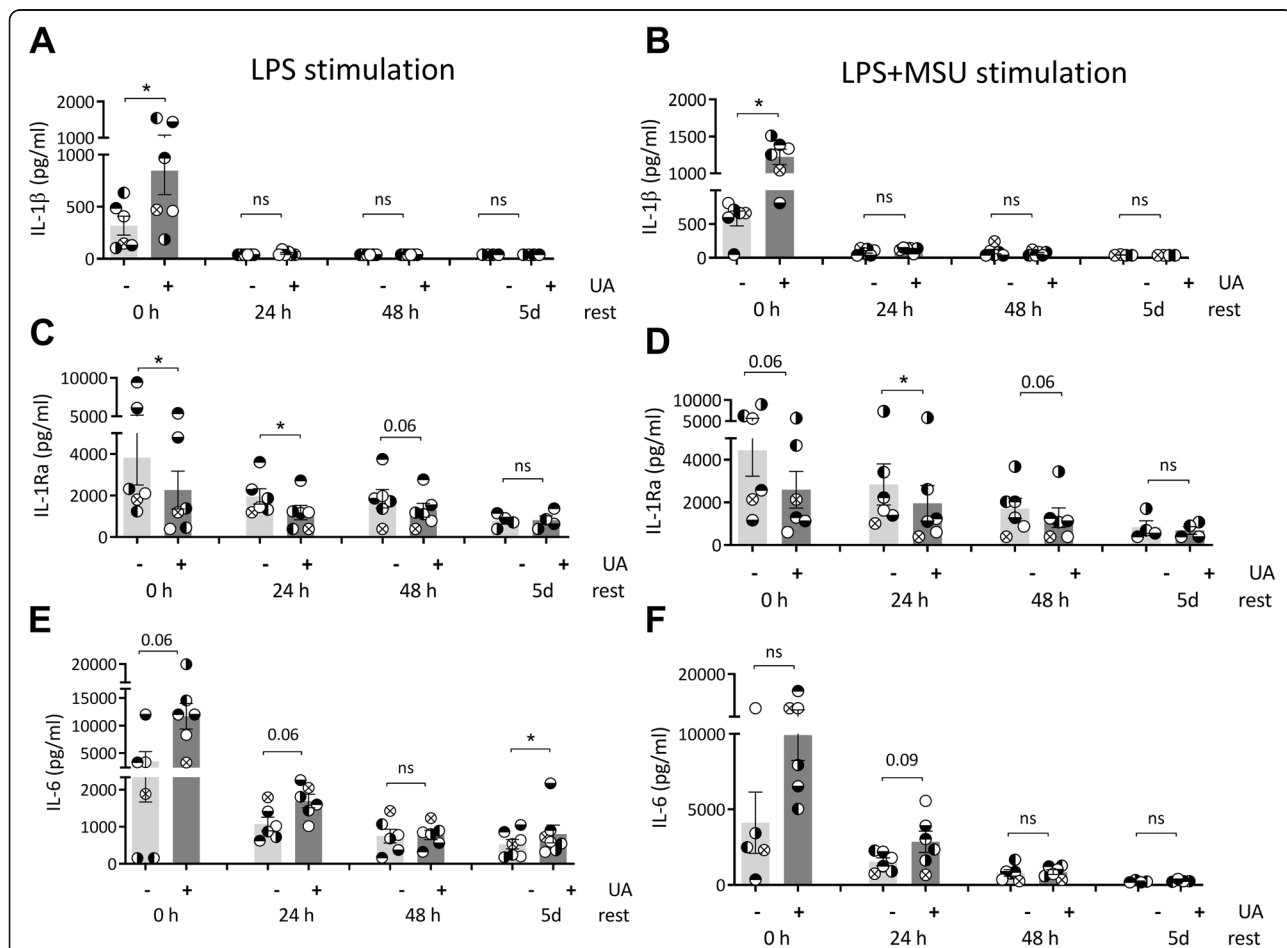 A
LPS stimulation
IL-1β (pg/ml)
2000
1000
1000
500
0
*
ns
ns
ns
- + - + - + - + UA
0 h 24 h 48 h 5d rest
B
LPS+MSU stimulation
IL-1β (pg/ml)
2000
1500
1000
500
0
*
ns
ns
ns
- + - + - + - + UA
0 h 24 h 48 h 5d rest
C
IL-1Ra (pg/ml)
10000
5000
4000
2000
0
*
*
0.06
ns
- + - + - + - + UA
0 h 24 h 48 h 5d rest
D
IL-1Ra (pg/ml)
10000
5000
4000
2000
0
0.06
*
0.06
ns
- + - + - + - + UA
0 h 24 h 48 h 5d rest
E
IL-6 (pg/ml)
20000
15000
10000
5000
2000
1000
0
0.06
0.06
ns
*
- + - + - + - + UA
0 h 24 h 48 h 5d rest
F
IL-6 (pg/ml)
20000
10000
5000
0
ns
0.09
ns
ns
- + - + - + - + UA
0 h 24 h 48 h 5d rest